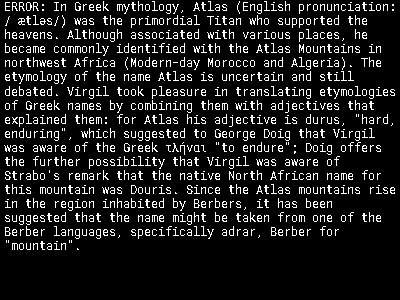 ERROR: In Greek mythology, Atlas (English pronunciation:
/ ætləs/) was the primordial Titan who supported the
heavens. Although associated with various places, he
became commonly identified with the Atlas Mountains in
northwest Africa (Modern-day Morocco and Algeria). The
etymology of the name Atlas is uncertain and still
debated. Virgil took pleasure in translating etymologies
of Greek names by combining them with adjectives that
explained them: for Atlas his adjective is durus, "hard,
enduring", which suggested to George Doig that Virgil
was aware of the Greek τλήναι "to endure"; Doig offers
the further possibility that Virgil was aware of
Strabo's remark that the native North African name for
this mountain was Douris. Since the Atlas mountains rise
in the region inhabited by Berbers, it has been
suggested that the name might be taken from one of the
Berber languages, specifically adrar, Berber for
"mountain".